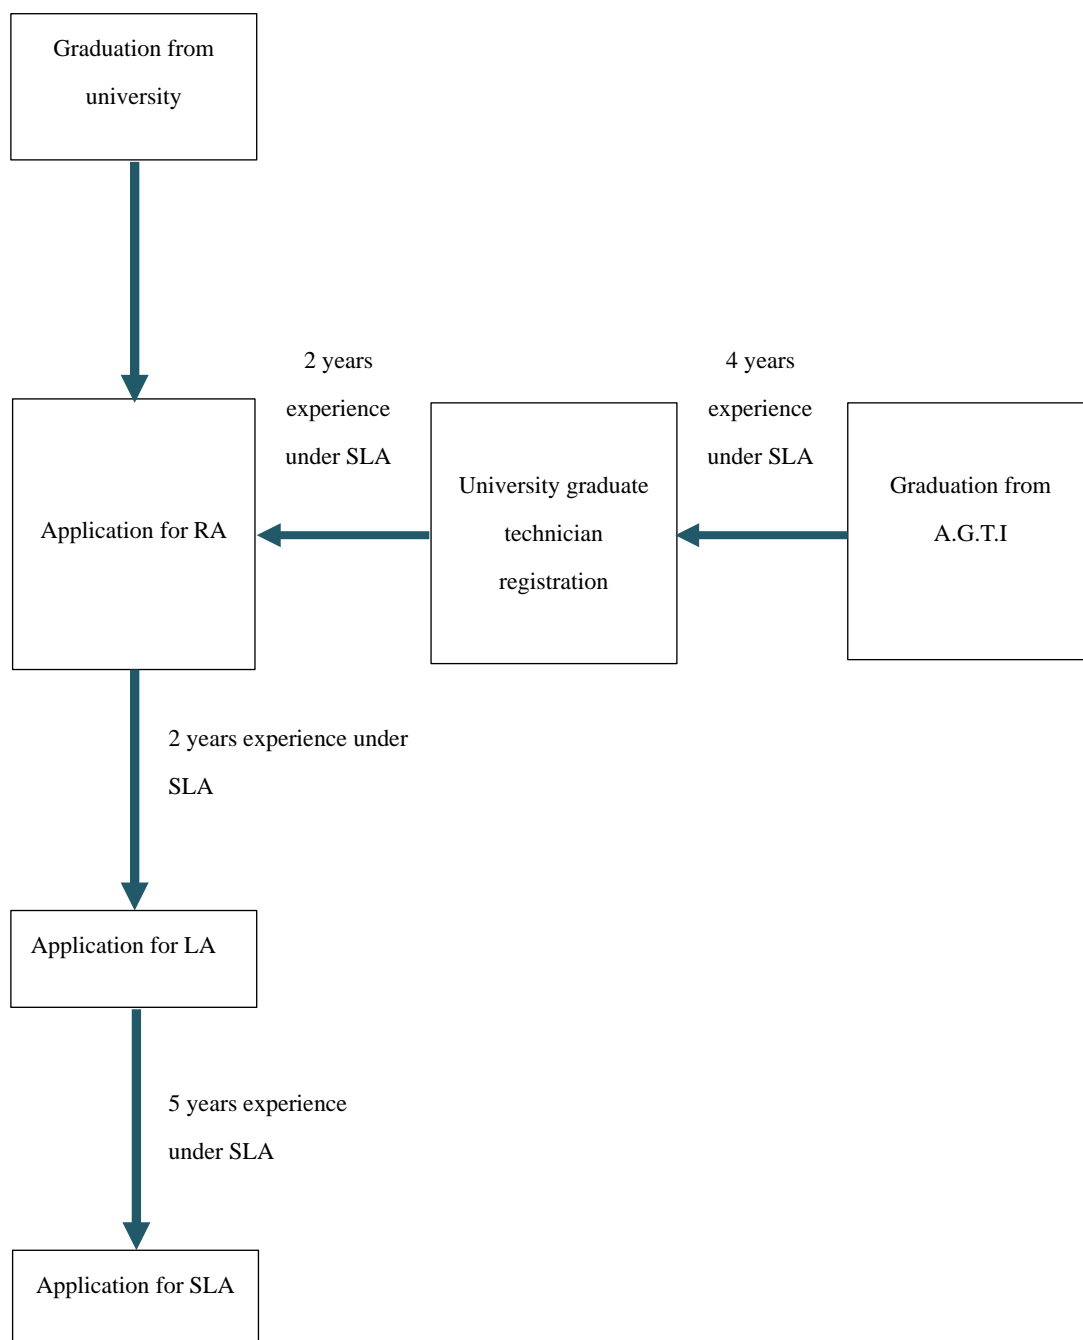 Graduation from
university
2 years
experience
under SLA
4 years
experience
under SLA
Application for RA
University graduate
technician
registration
Graduation from
A.G.T.I
2 years experience under
SLA
Application for LA
5 years experience
under SLA
Application for SLA